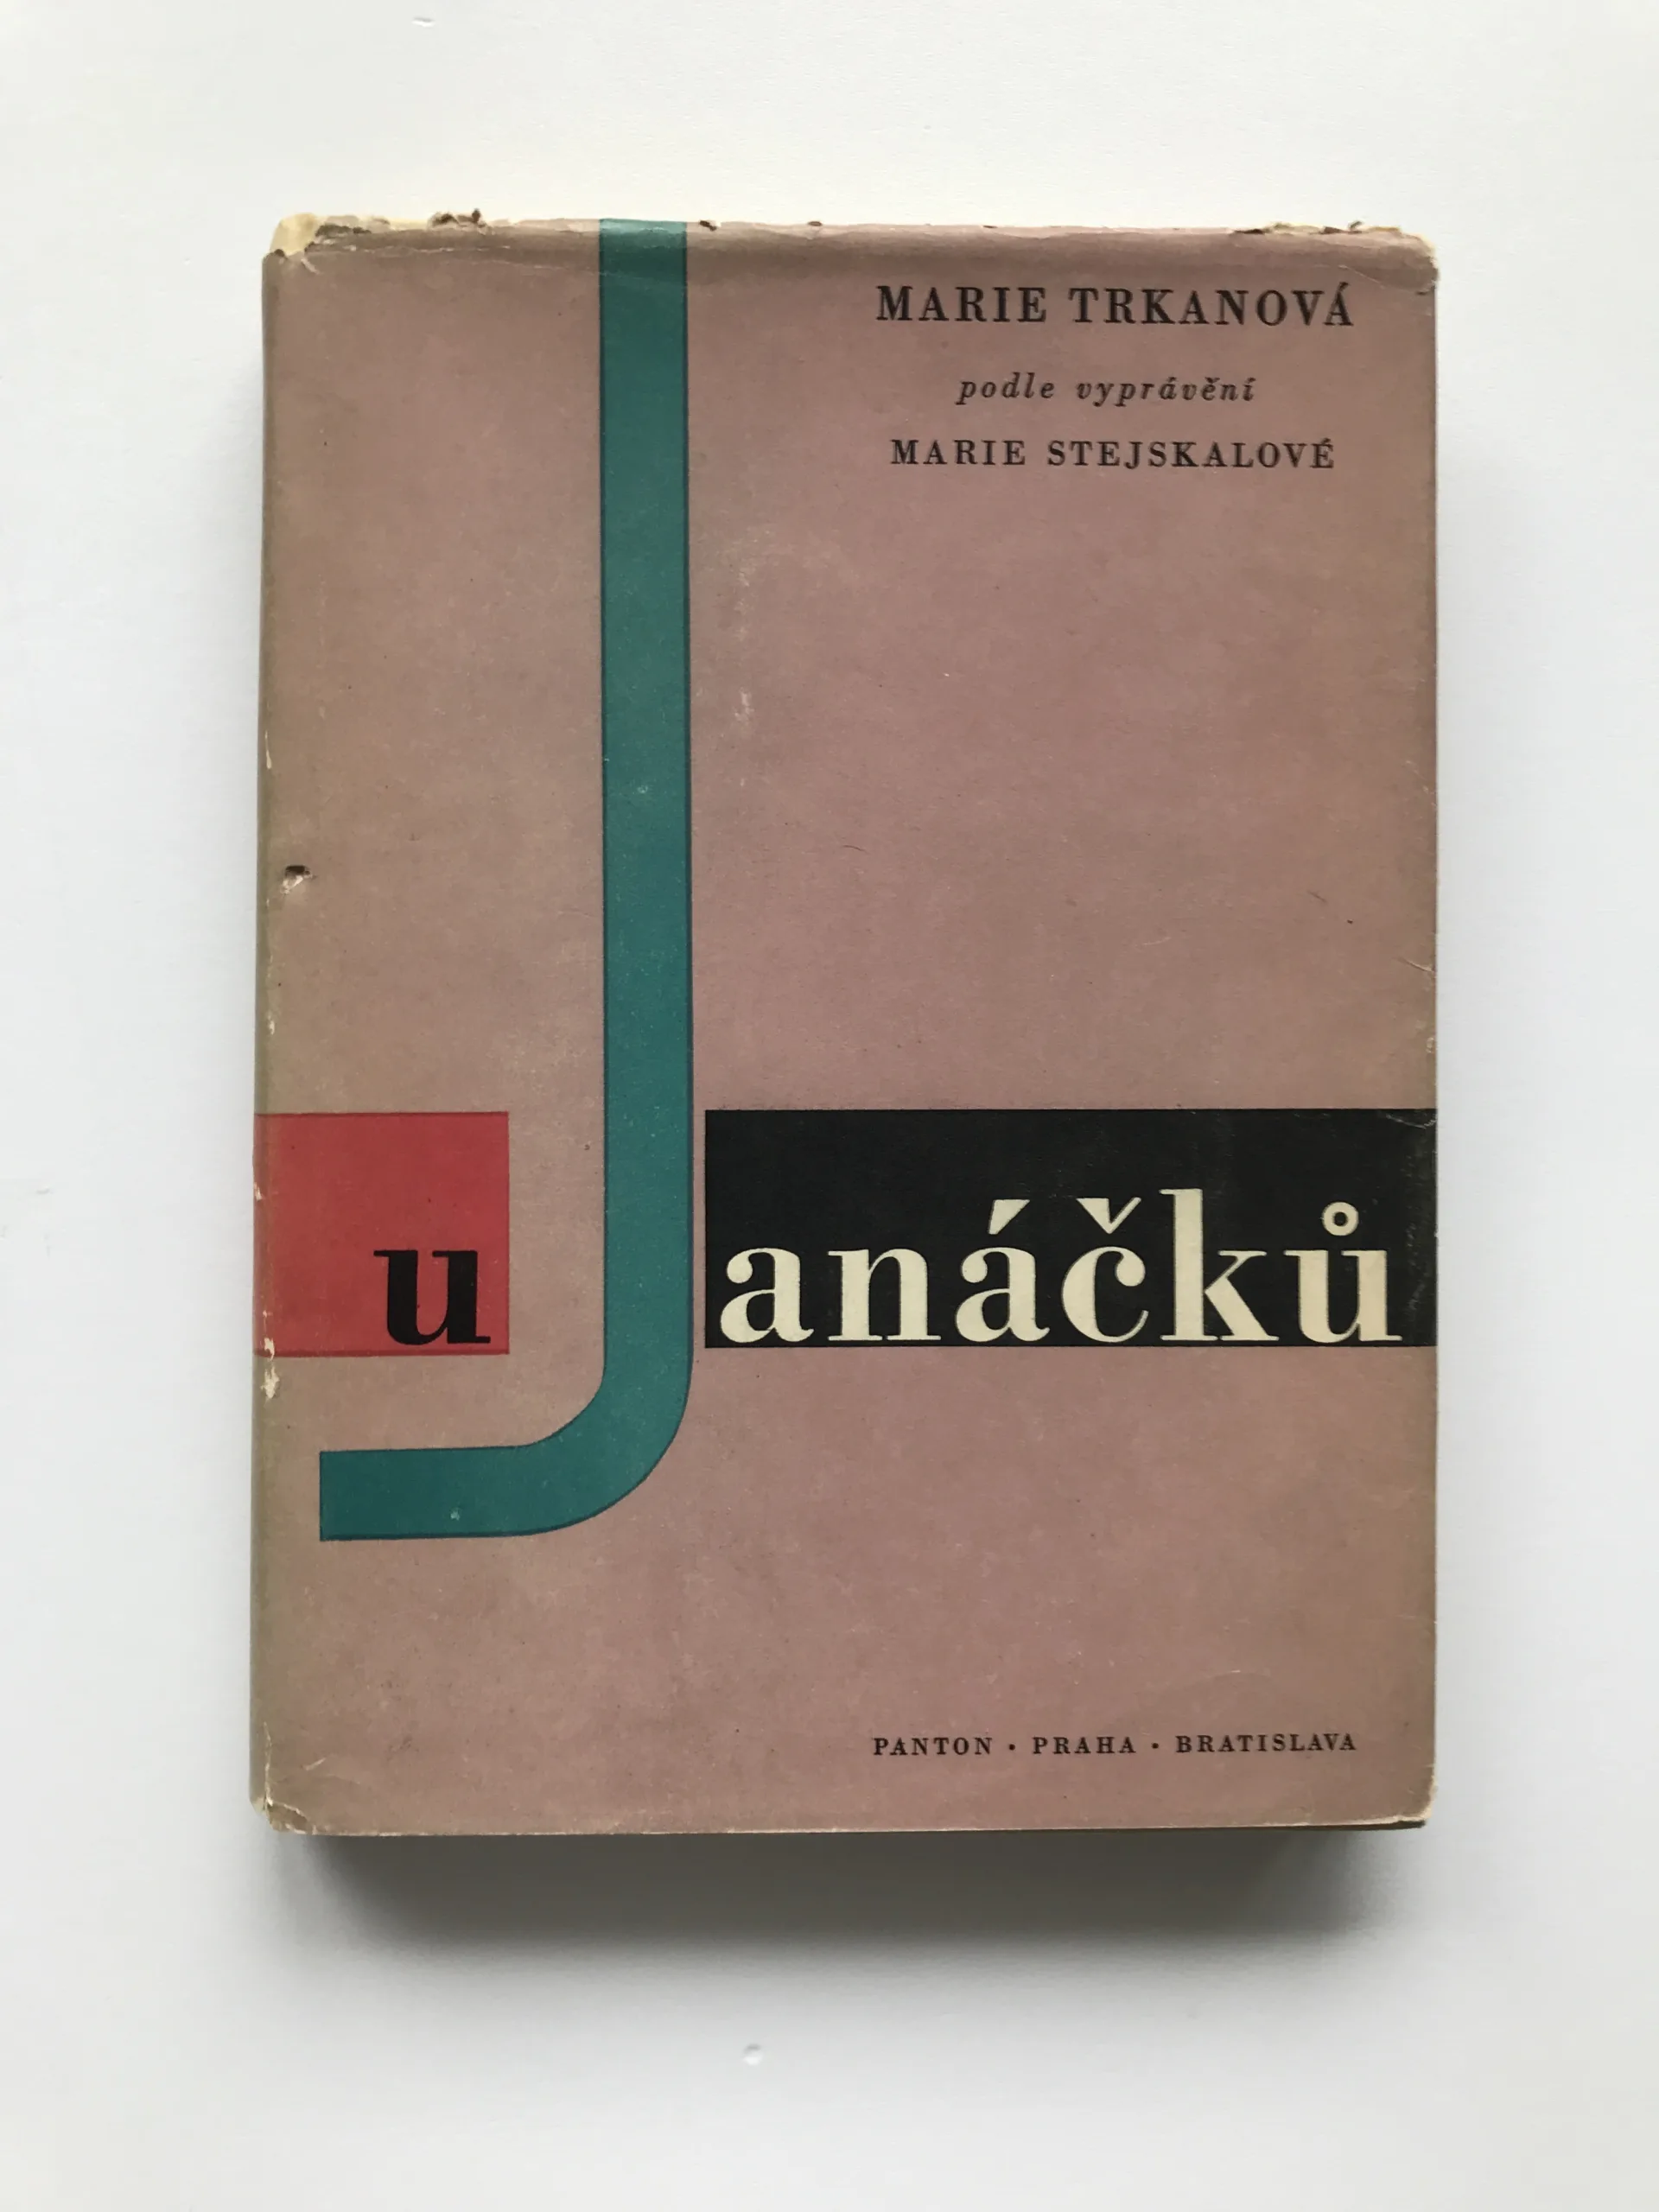 MARIE TRKANOVÁ
podle vyprávění
MARIE STEJSKALOVÉ
u Janáčků
PANTON · PRAHA · BRATISLAVA